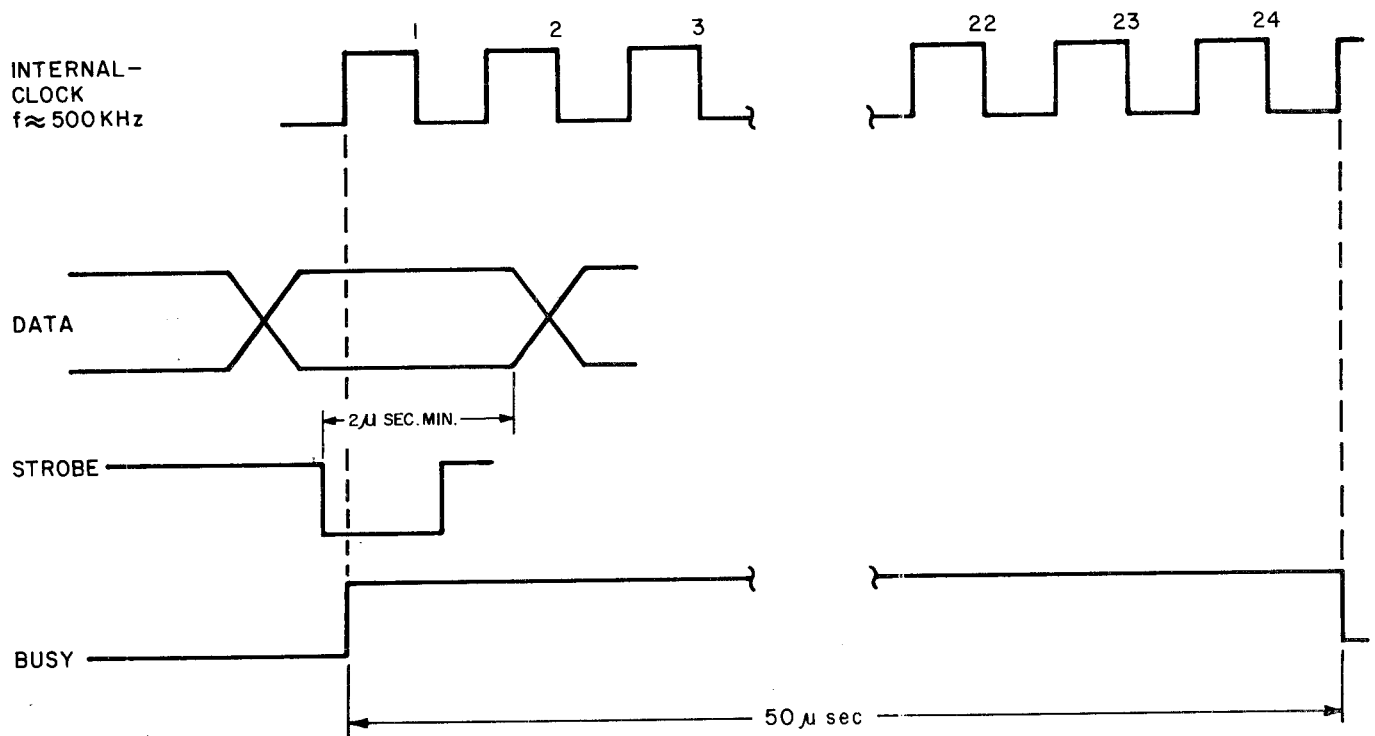 1 2 3 22 23 24
INTERNAL-
CLOCK
f≈500KHz
DATA
2µ SEC. MIN.
STROBE
BUSY
50µ sec